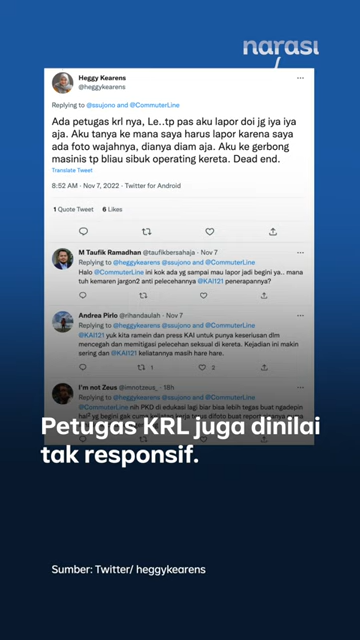 narasi
Heggy Kearens
@heggykearens
Replying to @ssujono and @CommuterLine
Ada petugas krl nya, Le..tp pas aku lapor doi jg iya iya
aja. Aku tanya ke mana saya harus lapor karena saya
ada foto wajahnya, dianya diam aja. Aku ke gerbong
masinis tp bliau sibuk operating kereta. Dead end.
Translate Tweet
8:52 AM · Nov 7, 2022 · Twitter for Android
1 Quote Tweet 6 Likes
M Taufik Ramadhan @taufikbersahaja · Nov 7
Replying to @heggykearens @ssujono and @CommuterLine
Halo @CommuterLine ini kok ada yg sampai mau lapor jadi begini ya.. mana
tuh kemaren jargon2 anti pelecehannya @KAI121 penerapannya?
Andrea Pirlo @rihandaulah · Nov 7
Replying to @heggykearens @ssujono and @CommuterLine
@KAI121 yuk kita ramein dan press KAI untuk punya keseriusan dlm
mencegah dan memitigasi pelecehan seksual di kereta. Kejadian ini makin
sering dan @KAI121 keliatannya masih hare hare.
1 2
I'm not Zeus @imnotzeus_ · 18h
Replying to @heggykearens @ssujono and @CommuterLine
@CommuterLine nih PKD di edukasi lagi biar bisa lebih tegas buat ngadepin
Petugas KRL juga dinilai
tak responsif.
Sumber: Twitter/ heggykearens